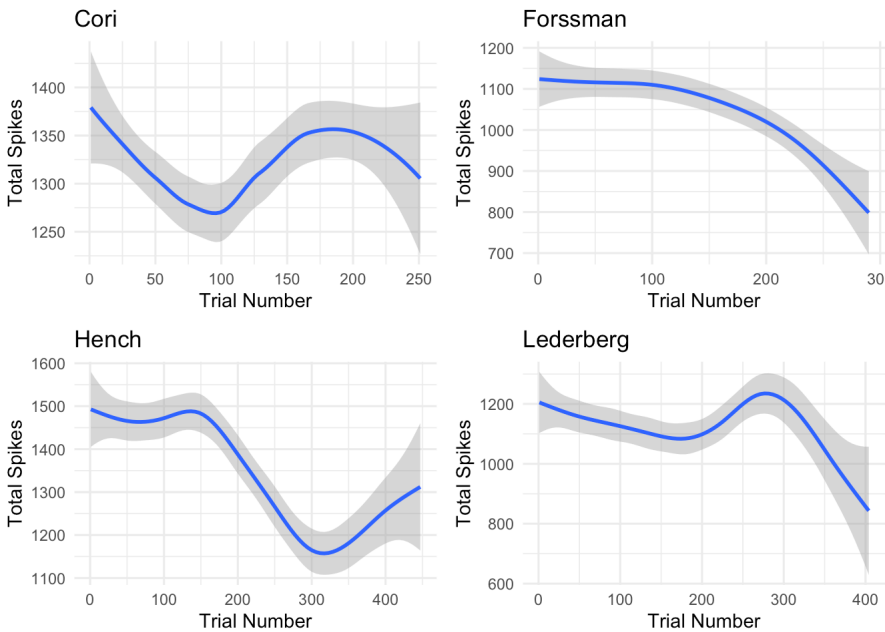 Cori
Total Spikes
1400
1350
1300
1250
0 50 100 150 200 250
Trial Number
Forssman
Total Spikes
1200
1100
1000
900
800
700
0 100 200 30
Trial Number
Hench
Total Spikes
1600
1500
1400
1300
1200
1100
0 100 200 300 400
Trial Number
Lederberg
Total Spikes
1200
1000
800
600
0 100 200 300 400
Trial Number